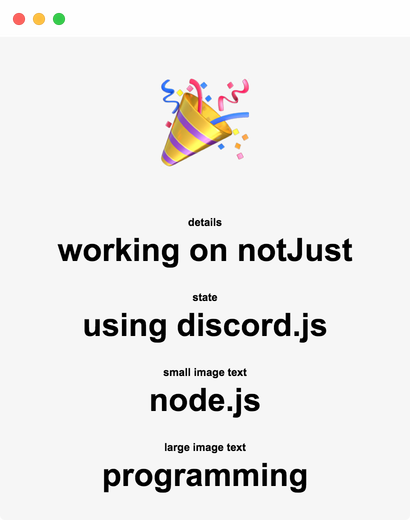 details
working on notJust
state
using discord.js
small image text
node.js
large image text
programming